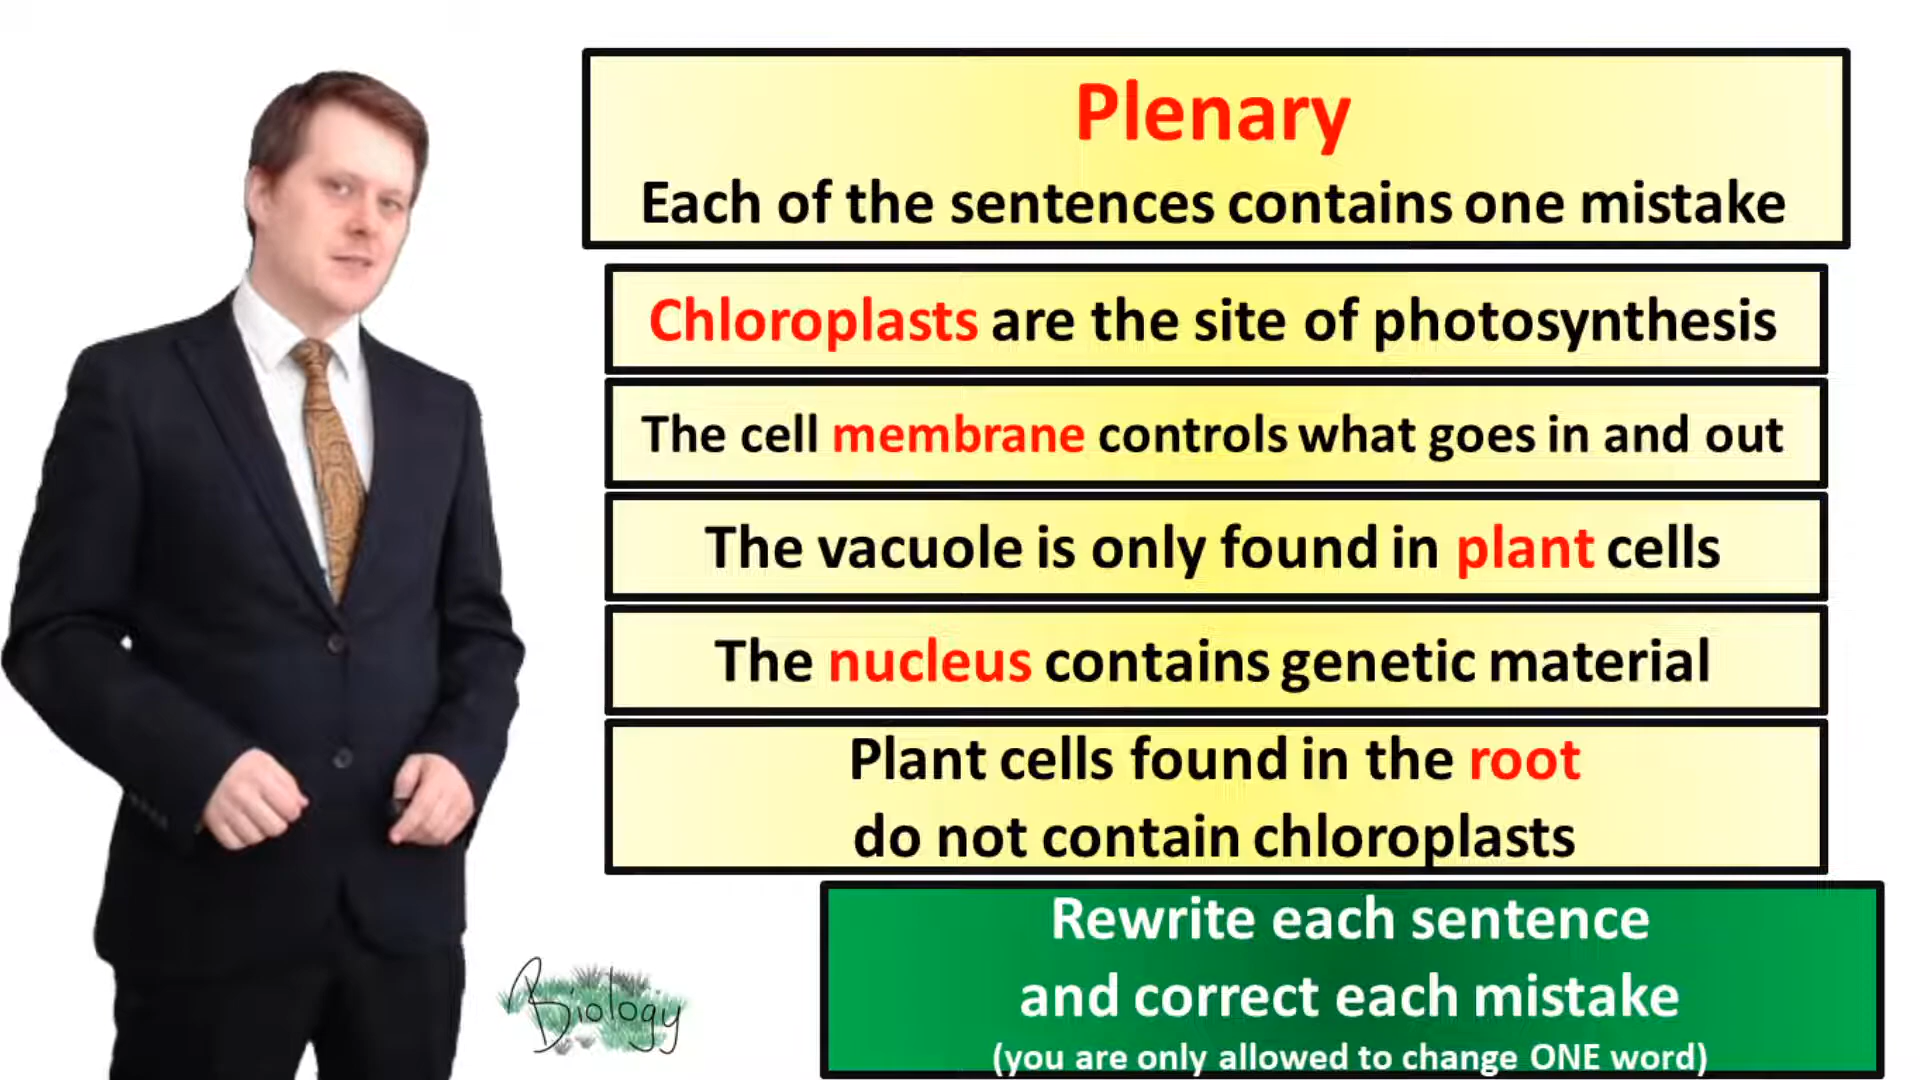 Plenary
Each of the sentences contains one mistake
Chloroplasts are the site of photosynthesis
The cell membrane controls what goes in and out
The vacuole is only found in plant cells
The nucleus contains genetic material
Plant cells found in the root
do not contain chloroplasts
Rewrite each sentence
and correct each mistake
(you are only allowed to change ONE word)
Biology